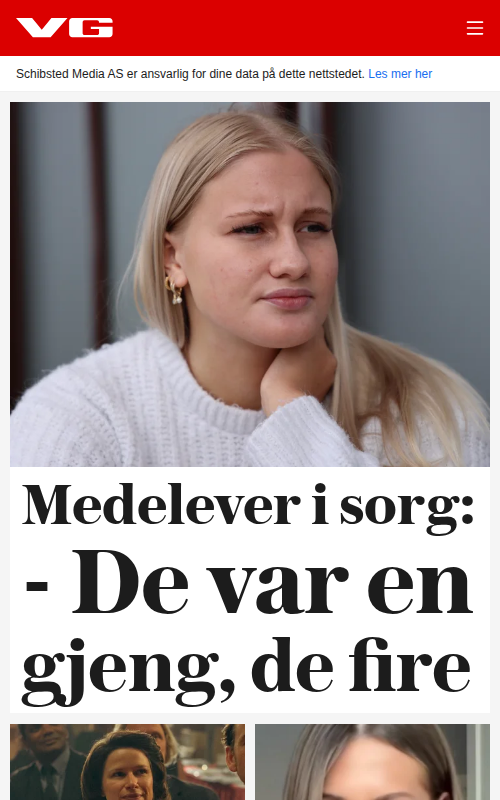 VG
Schibsted Media AS er ansvarlig for dine data på dette nettstedet. Les mer her
Medelever i sorg:
- De var en
gjeng, de fire